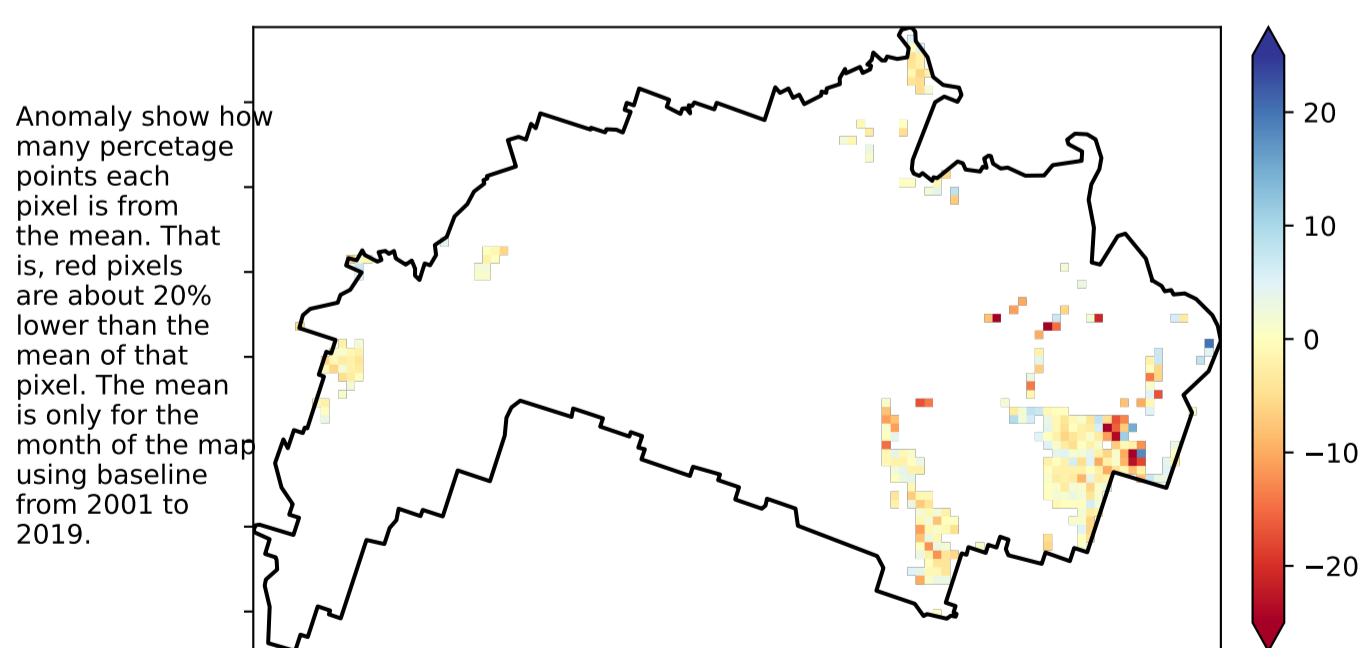 Anomaly show how
many percetage
points each
pixel is from
the mean. That
is, red pixels
are about 20%
lower than the
mean of that
pixel. The mean
is only for the
month of the map
using baseline
from 2001 to
2019.
20
10
0
−10
−20